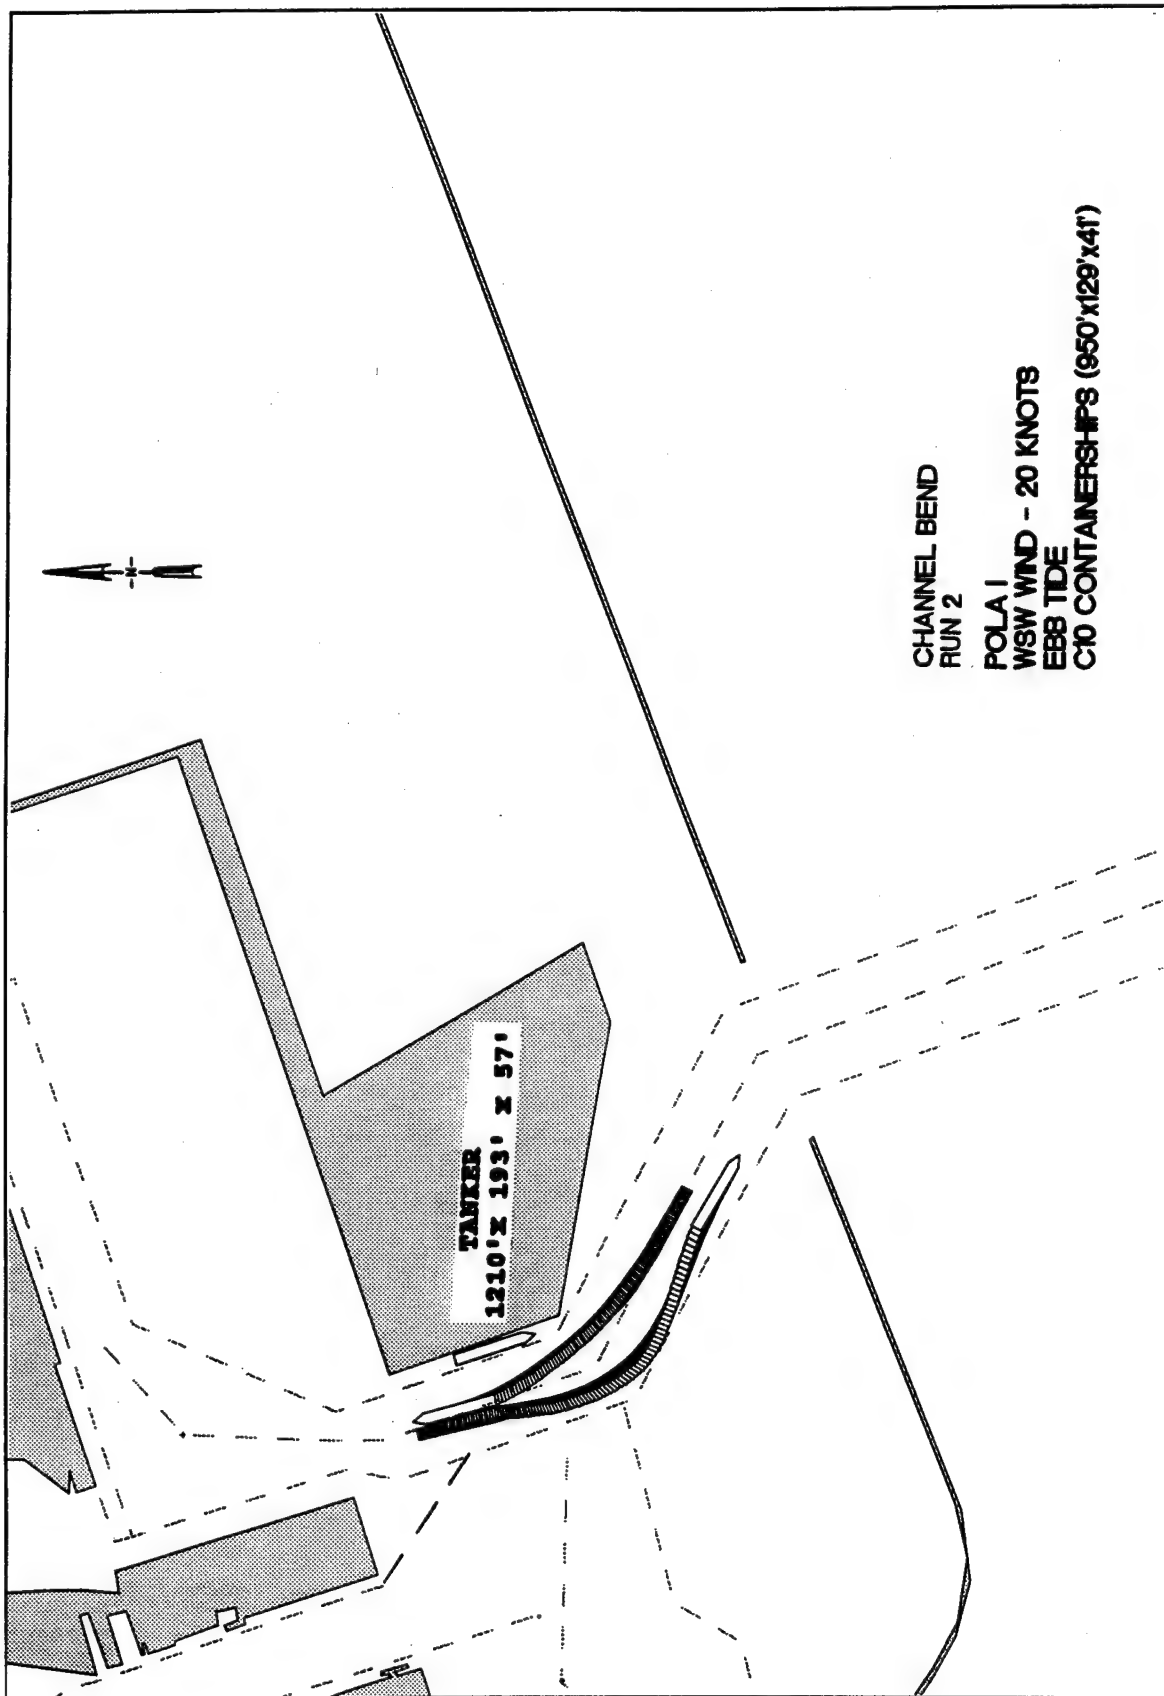 N
TANKER
1210'X 193' X 57'
CHANNEL BEND
RUN 2
POLA I
WSW WIND - 20 KNOTS
EBB TIDE
C10 CONTAINERSHIPS (950'x129'x41')